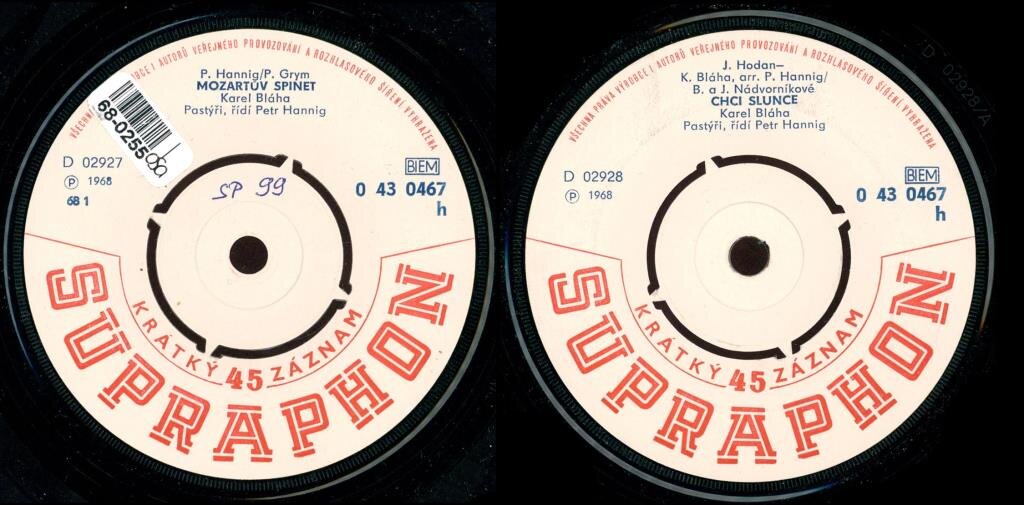 VŠECHNA PRÁVA VÝROBCE I AUTORŮ VEŘEJNÉHO PROVOZOVÁNÍ A ROZHLASOVÉHO ŠÍŘENÍ VYHRAŽENA
P. Hannig/P. Grym
MOZARTŮV SPINET
Karel Bláha
Pastýři, řídí Petr Hannig
68-0255
D 02927
Ⓟ 1968
68 1
BIEM
0 43 0467
h
SP 99
KRÁTKÝ 45 ZÁZNAM
SUPRAPHON
VŠECHNA PRÁVA VÝROBCE I AUTORŮ VEŘEJNÉHO PROVOZOVÁNÍ A ROZHLASOVÉHO ŠÍŘENÍ VYHRAŽENA
J. Hodan–
K. Bláha, arr. P. Hannig/
B. a J. Nádvorníkové
CHCI SLUNCE
Karel Bláha
Pastýři, řídí Petr Hannig
D 02928
Ⓟ 1968
BIEM
0 43 0467
h
KRÁTKÝ 45 ZÁZNAM
SUPRAPHON
D 02928/A